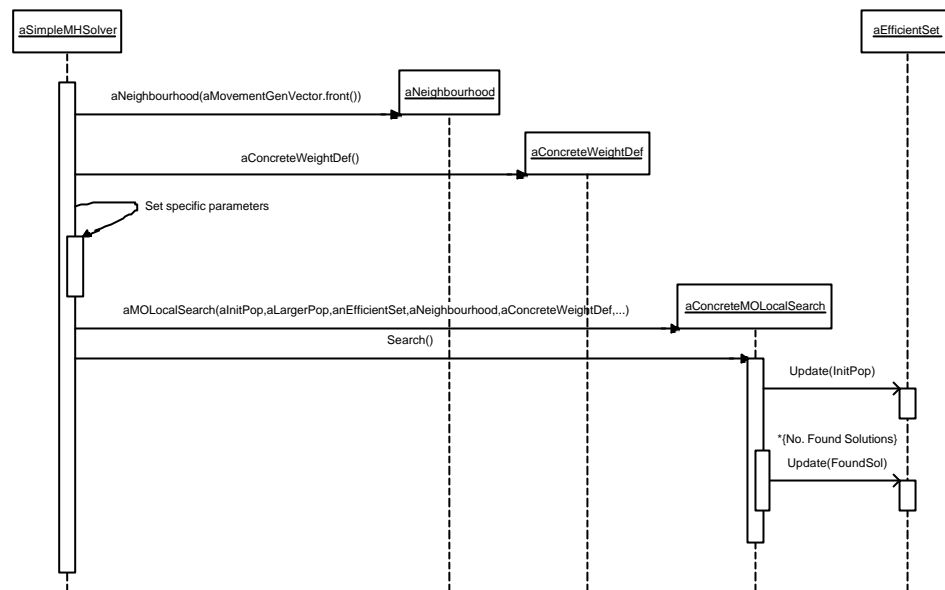 aSimpleMHSolver
aEfficientSet
aNeighbourhood(aMovementGenVector.front())
aNeighbourhood
aConcreteWeightDef()
aConcreteWeightDef
Set specific parameters
aMOLocalSearch(aInitPop,aLargerPop,anEfficientSet,aNeighbourhood,aConcreteWeightDef,...)
aConcreteMOLocalSearch
Search()
Update(InitPop)
*{No. Found Solutions}
Update(FoundSol)